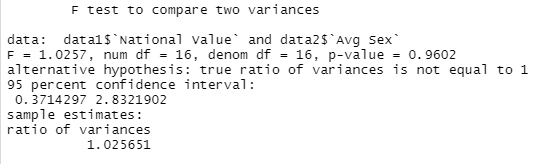 F test to compare two variances
data:  data1$`National Value` and data2$`Avg Sex`
F = 1.0257, num df = 16, denom df = 16, p-value = 0.9602
alternative hypothesis: true ratio of variances is not equal to 1
95 percent confidence interval:
0.3714297 2.8321902
sample estimates:
ratio of variances
1.025651